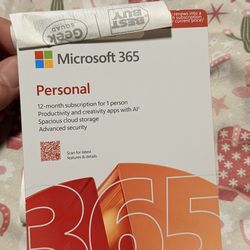 Geek
SQUAD
BEST
BUY
Microsoft 365
Personal
12-month subscription for 1 person
Productivity and creativity apps with AI*
Spacious cloud storage
Advanced security
Scan for latest
features & details
365